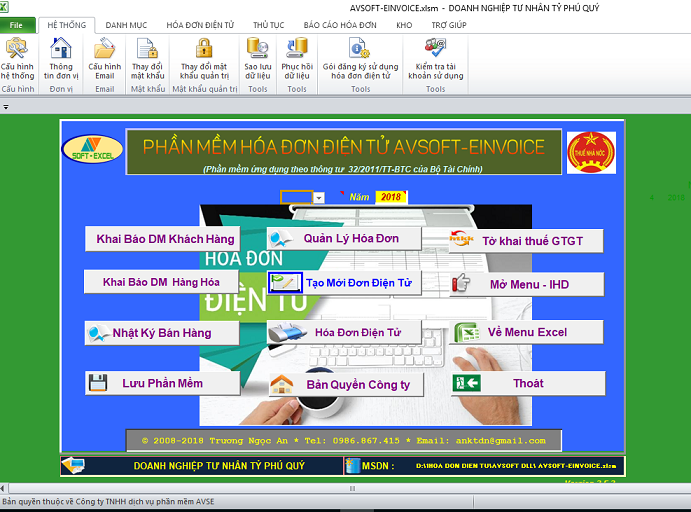 AVSOFT-EINVOICE.xlsm - DOANH NGHIỆP TƯ NHÂN TỶ PHÚ QUÝ
File HỆ THỐNG DANH MỤC HÓA ĐƠN ĐIỆN TỬ THỦ TỤC BÁO CÁO HÓA ĐƠN KHO TRỢ GIÚP
Cấu hình hệ thống
Thông tin đơn vị
Cấu hình Email
Thay đổi mật khẩu
Thay đổi mật khẩu quản trị
Sao lưu dữ liệu
Phục hồi dữ liệu
Gói đăng ký sử dụng hóa đơn điện tử
Kiểm tra tài khoản sử dụng
Cấu hình Đơn vị Email Mật khẩu Mật khẩu quản trị Tools Tools Tools Tools
SOFT-EXCEL
PHẦN MỀM HÓA ĐƠN ĐIỆN TỬ AVSOFT-EINVOICE
(Phần mềm ứng dụng theo thông tư 32/2011/TT-BTC của Bộ Tài Chính)
THUẾ NHÀ NƯỚC
Năm 2018
2018
Khai Báo DM Khách Hàng
Quản Lý Hóa Đơn
HTKK
Tờ khai thuế GTGT
HÓA ĐƠN
Khai Báo DM Hàng Hóa
Tạo Mới Đơn Điện Tử
Mở Menu - IHD
ĐIỆN TỬ
Nhật Ký Bán Hàng
Hóa Đơn Điện Tử
Về Menu Excel
Lưu Phần Mềm
Bản Quyền Công ty
Thoát
© 2008-2018 Trương Ngọc An * Tel: 0986.867.415 * Email: anktdn@gmail.com
DOANH NGHIỆP TƯ NHÂN TỶ PHÚ QUÝ
MSDN : D:\HOA DON DIEN TU\AVSOFT DLL\ AVSOFT-EINVOICE.xlsm
Bản quyền thuộc về Công ty TNHH dịch vụ phần mềm AVSE